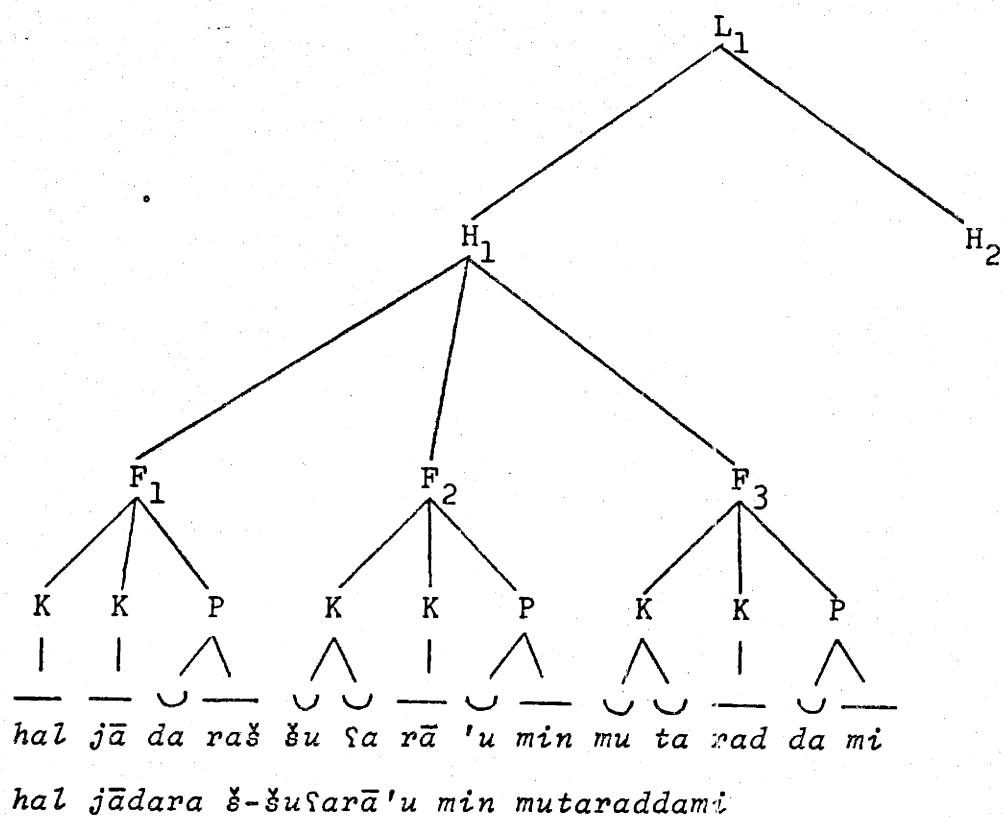 L₁
H₁ H₂
F₁ F₂ F₃
K K P K K P K K P
— — ◡ — ◡ ◡ — ◡ — ◡ ◡ — ◡ —
hal jā da raš šu ʕa rā 'u min mu ta rad da mi
hal jādara š-šuʕarā'u min mutaraddami